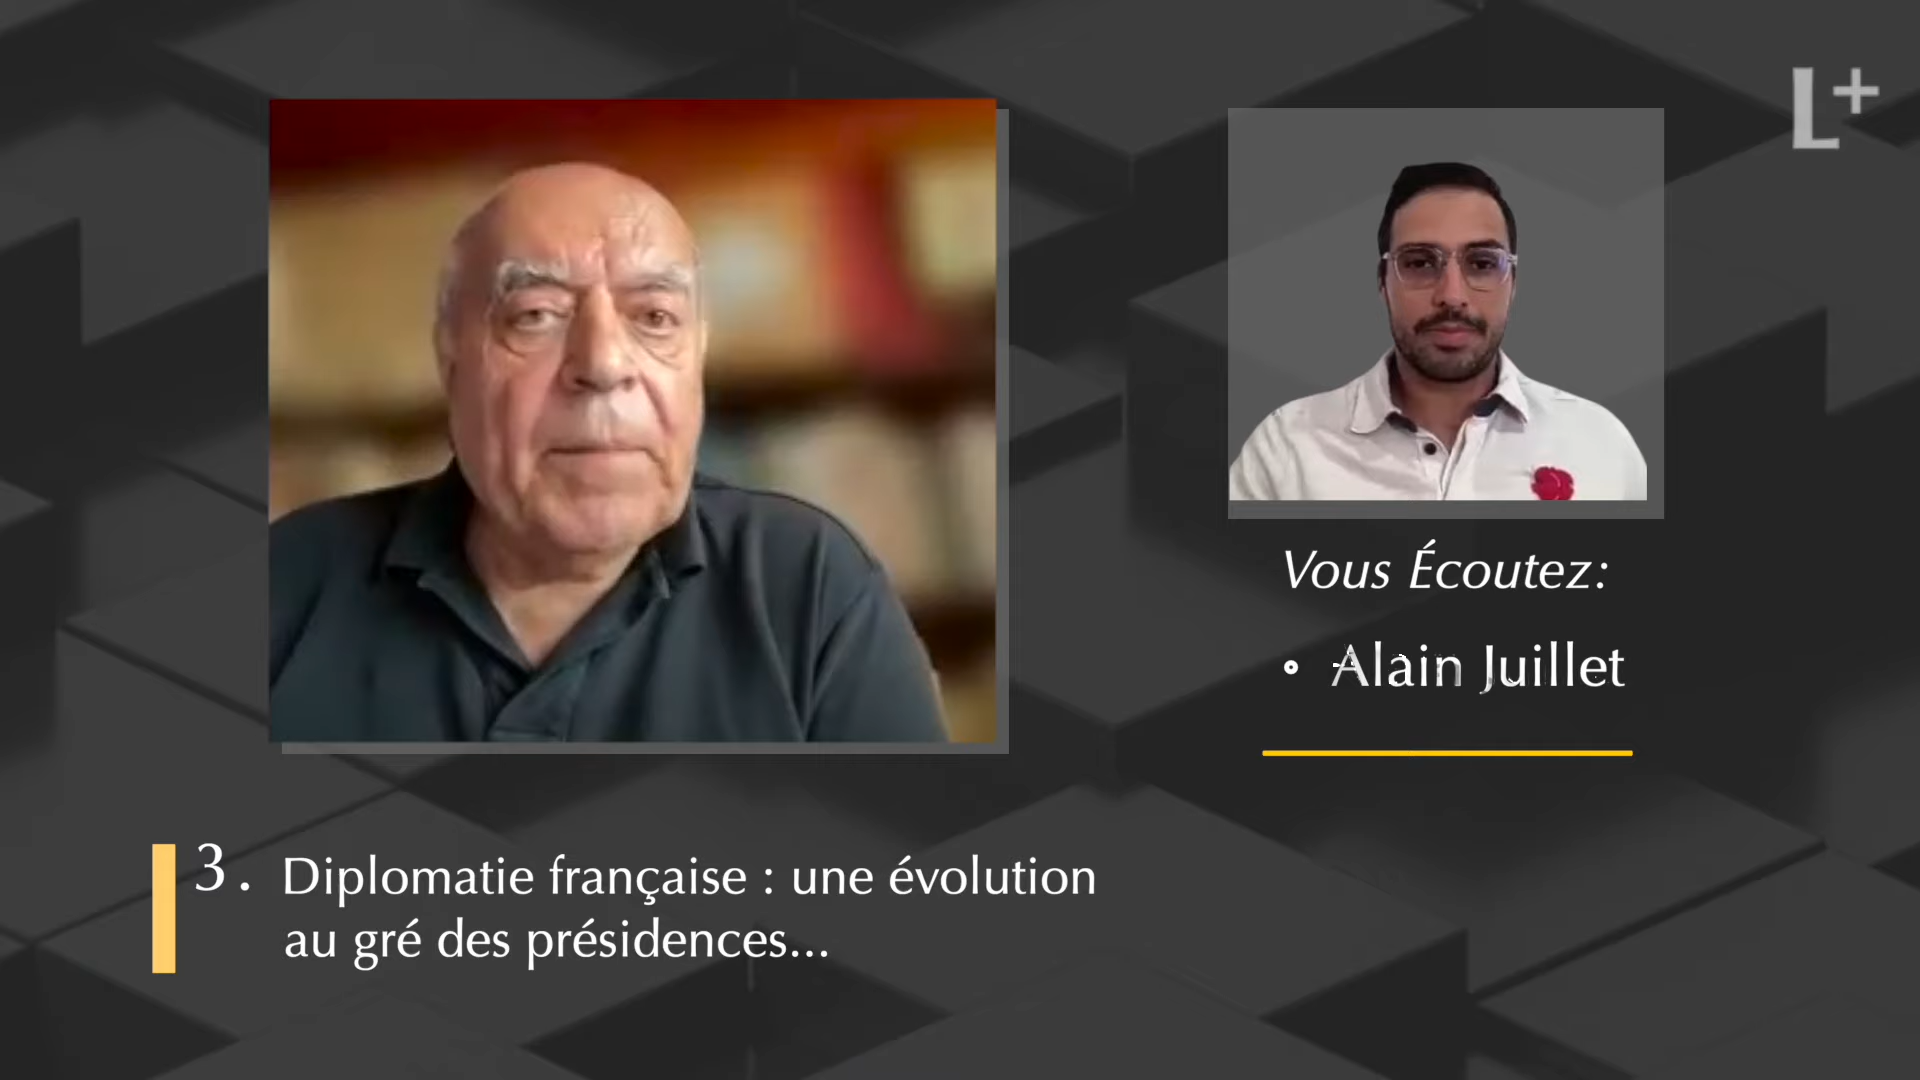 L+
Vous Écoutez:
• Alain Juillet
3. Diplomatie française : une évolution
au gré des présidences...